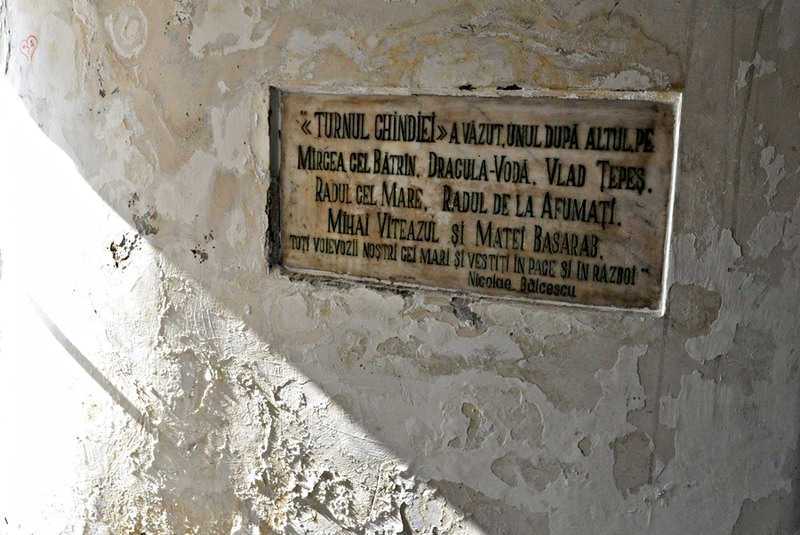 «TURNUL CHINDIEI» A VĂZUT, UNUL DUPĂ ALTUL, PE
MIRCEA CEL BĂTRÎN, DRACULA-VODĂ, VLAD ȚEPEȘ,
RADUL CEL MARE, RADUL DE LA AFUMAȚI,
MIHAI VITEAZUL ȘI MATEI BASARAB,
TOȚI VOIEVOZII NOȘTRI CEI MARI ȘI VESTIȚI ÎN PACE ȘI ÎN RĂZBOI"
Nicolae Bălcescu